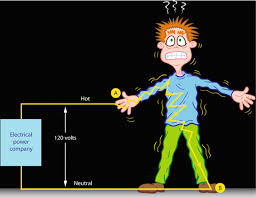 ? ? ?
Hot
A
Electrical
power
company
120 volts
Neutral
B